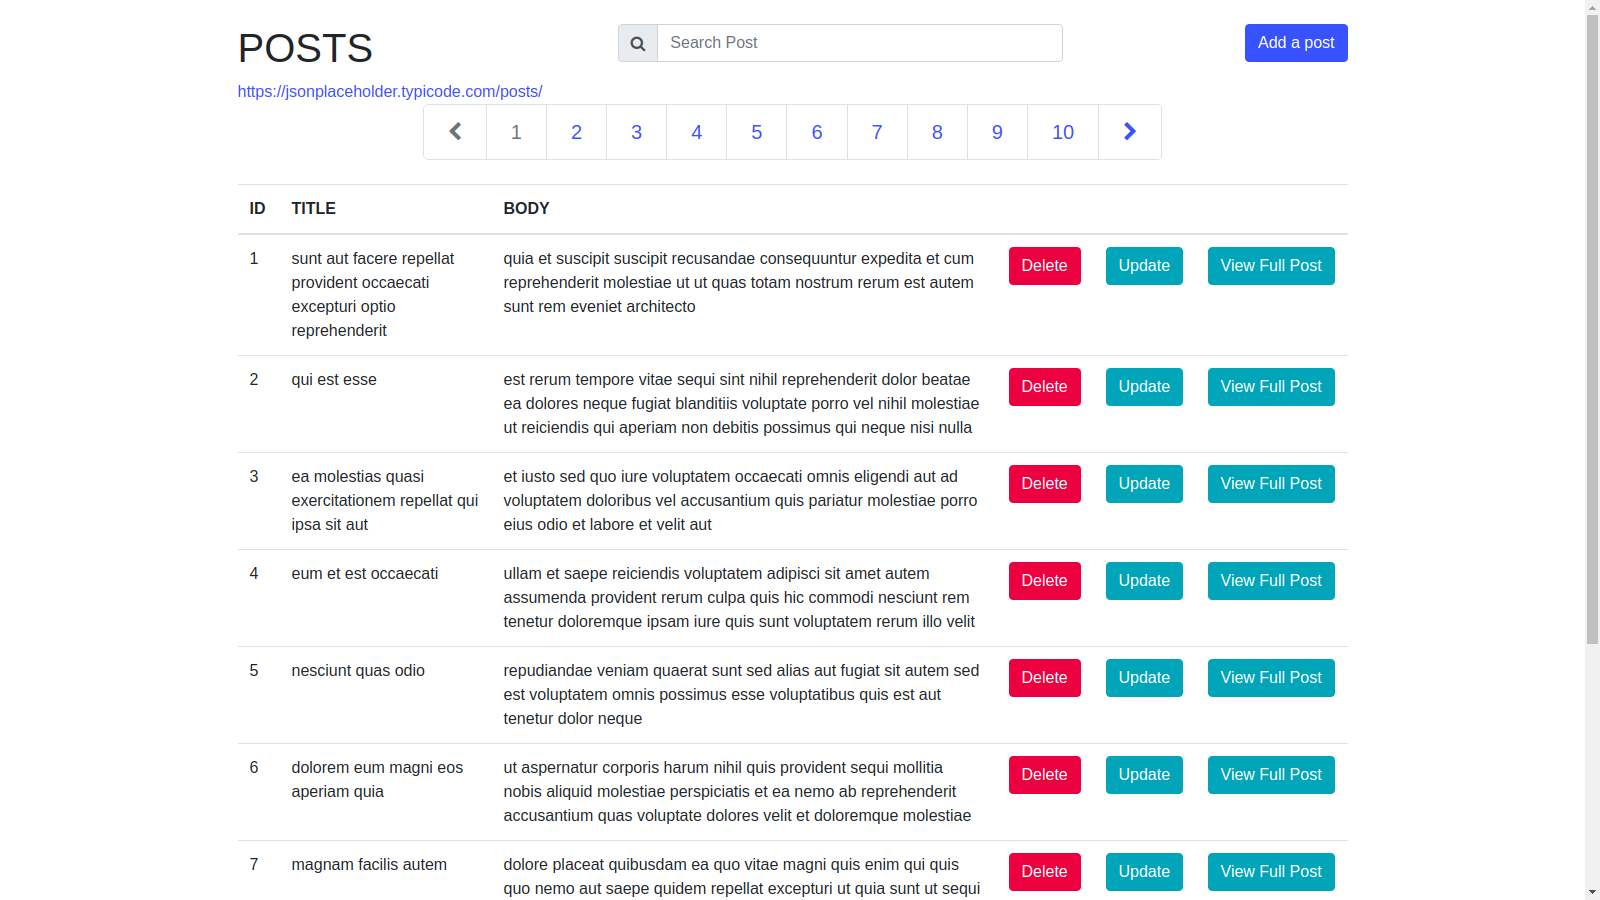 POSTS
Search Post
Add a post
https://jsonplaceholder.typicode.com/posts/
1 2 3 4 5 6 7 8 9 10
ID TITLE BODY
1 sunt aut facere repellat quia et suscipit suscipit recusandae consequuntur expedita et cum Delete Update View Full Post
provident occaecati reprehenderit molestiae ut ut quas totam nostrum rerum est autem
excepturi optio sunt rem eveniet architecto
reprehenderit
2 qui est esse est rerum tempore vitae sequi sint nihil reprehenderit dolor beatae Delete Update View Full Post
ea dolores neque fugiat blanditiis voluptate porro vel nihil molestiae
ut reiciendis qui aperiam non debitis possimus qui neque nisi nulla
3 ea molestias quasi et iusto sed quo iure voluptatem occaecati omnis eligendi aut ad Delete Update View Full Post
exercitationem repellat qui voluptatem doloribus vel accusantium quis pariatur molestiae porro
ipsa sit aut eius odio et labore et velit aut
4 eum et est occaecati ullam et saepe reiciendis voluptatem adipisci sit amet autem Delete Update View Full Post
assumenda provident rerum culpa quis hic commodi nesciunt rem
tenetur doloremque ipsam iure quis sunt voluptatem rerum illo velit
5 nesciunt quas odio repudiandae veniam quaerat sunt sed alias aut fugiat sit autem sed Delete Update View Full Post
est voluptatem omnis possimus esse voluptatibus quis est aut
tenetur dolor neque
6 dolorem eum magni eos ut aspernatur corporis harum nihil quis provident sequi mollitia Delete Update View Full Post
aperiam quia nobis aliquid molestiae perspiciatis et ea nemo ab reprehenderit
accusantium quas voluptate dolores velit et doloremque molestiae
7 magnam facilis autem dolore placeat quibusdam ea quo vitae magni quis enim qui quis Delete Update View Full Post
quo nemo aut saepe quidem repellat excepturi ut quia sunt ut sequi